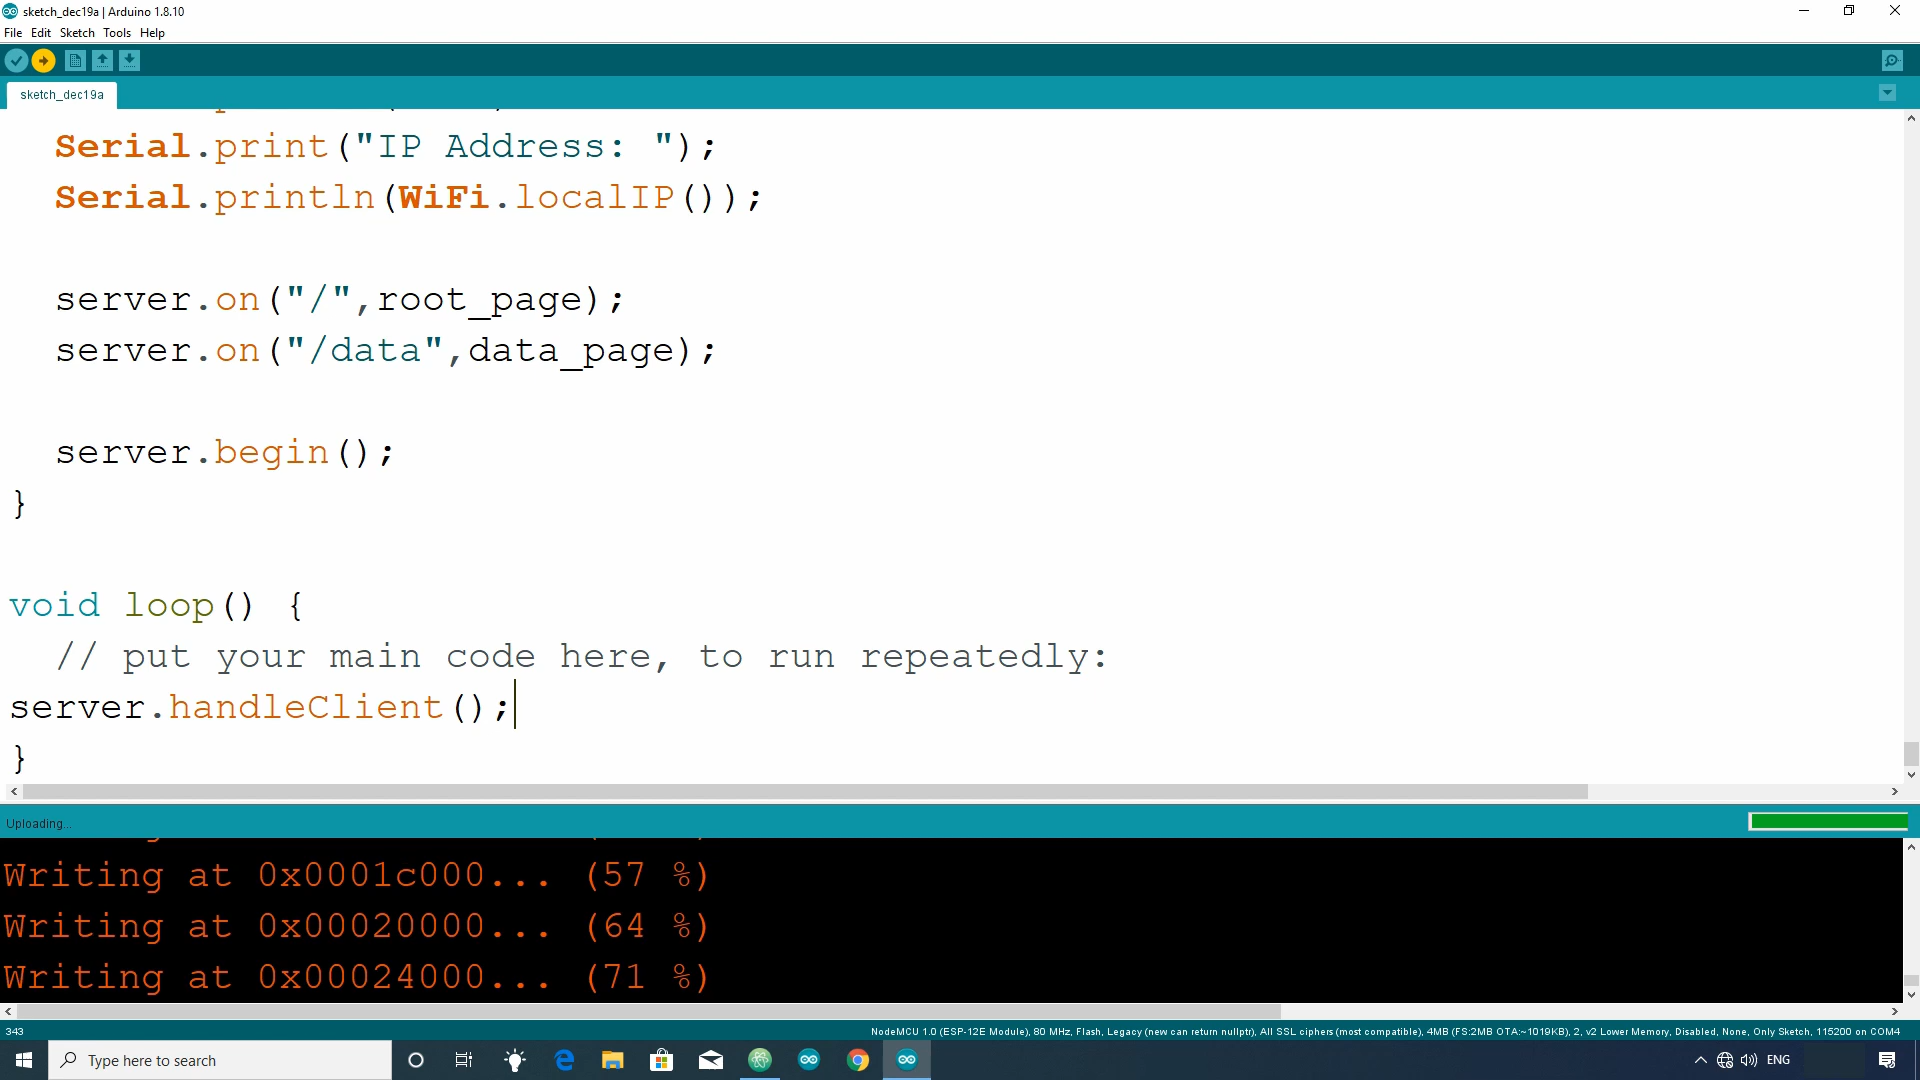 sketch_dec19a | Arduino 1.8.10
File Edit Sketch Tools Help
sketch_dec19a
Serial.print("IP Address: ");
Serial.println(WiFi.localIP());
server.on("/",root_page);
server.on("/data",data_page);
server.begin();
}
void loop() {
// put your main code here, to run repeatedly:
server.handleClient();
}
Uploading...
Writing at 0x0001c000... (57 %)
Writing at 0x00020000... (64 %)
Writing at 0x00024000... (71 %)
343
NodeMCU 1.0 (ESP-12E Module), 80 MHz, Flash, Legacy (new can return nullptr), All SSL ciphers (most compatible), 4MB (FS:2MB OTA:~1019KB), 2, v2 Lower Memory, Disabled, None, Only Sketch, 115200 on COM4
Type here to search
ENG